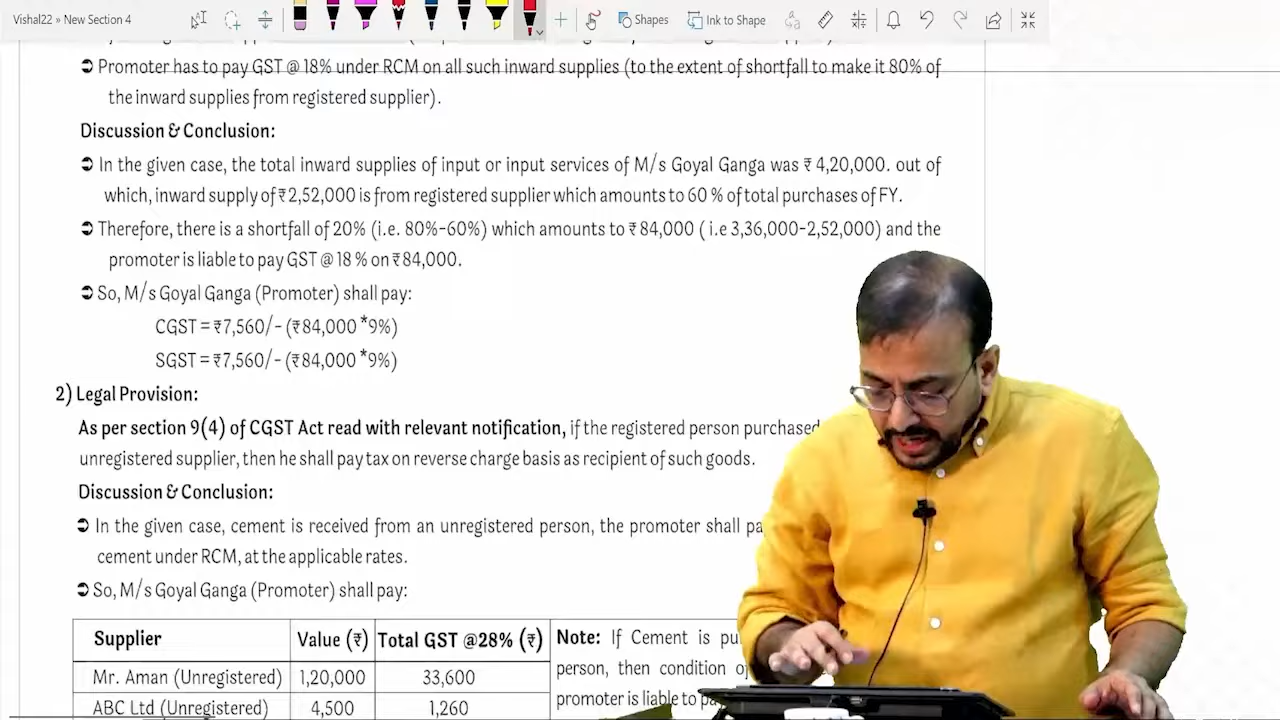 Vishal22 » New Section 4
Shapes
Ink to Shape
➲ Promoter has to pay GST @ 18% under RCM on all such inward supplies (to the extent of shortfall to make it 80% of
the inward supplies from registered supplier).
Discussion & Conclusion:
➲ In the given case, the total inward supplies of input or input services of M/s Goyal Ganga was ₹ 4,20,000. out of
which, inward supply of ₹ 2,52,000 is from registered supplier which amounts to 60 % of total purchases of FY.
➲ Therefore, there is a shortfall of 20% (i.e. 80%-60%) which amounts to ₹ 84,000 ( i.e 3,36,000-2,52,000) and the
promoter is liable to pay GST @ 18 % on ₹ 84,000.
➲ So, M/s Goyal Ganga (Promoter) shall pay:
CGST = ₹7,560/- (₹84,000 *9%)
SGST = ₹7,560/- (₹84,000 *9%)
2) Legal Provision:
As per section 9(4) of CGST Act read with relevant notification, if the registered person purchased
unregistered supplier, then he shall pay tax on reverse charge basis as recipient of such goods.
Discussion & Conclusion:
➲ In the given case, cement is received from an unregistered person, the promoter shall pa
cement under RCM, at the applicable rates.
➲ So, M/s Goyal Ganga (Promoter) shall pay:
Supplier Value (₹) Total GST @28% (₹)
Mr. Aman (Unregistered) 1,20,000 33,600
ABC Ltd (Unregistered) 4,500 1,260
Note: If Cement is pu
person, then condition o
promoter is liable to pa